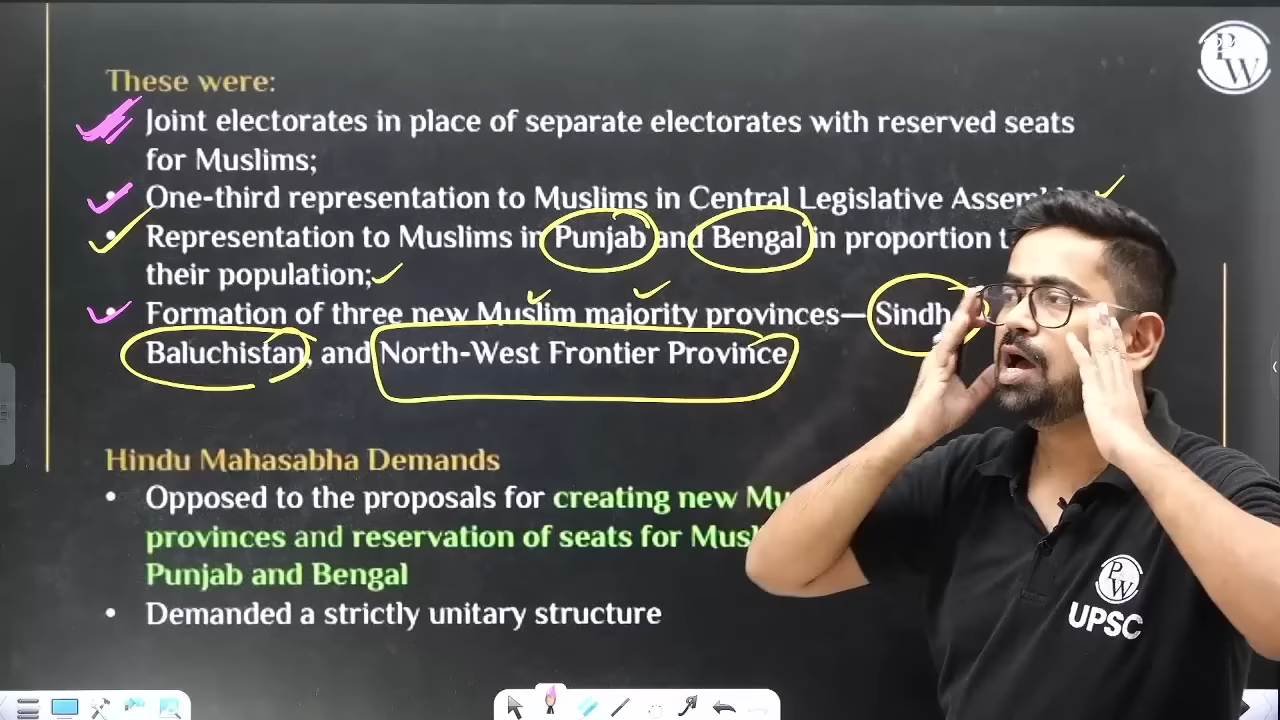 These were:
• Joint electorates in place of separate electorates with reserved seats
for Muslims;
• One-third representation to Muslims in Central Legislative
• Representation to Muslims in Punjab and Bengal in proportion
their population;
• Formation of three new Muslim majority provinces— Sindh
Baluchistan, and North-West Frontier Province
Hindu Mahasabha Demands
• Opposed to the proposals for creating new
provinces and reservation of seats for
Punjab and Bengal
• Demanded a strictly unitary structure
PW
PW
UPSC